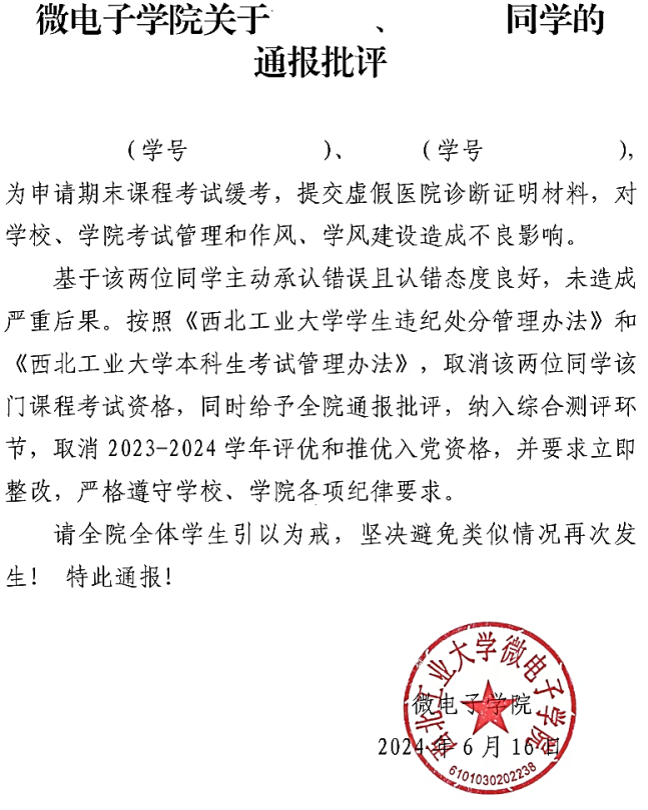 微电子学院关于 、 同学的
通报批评
(学号 )、 (学号 ),
为申请期末课程考试缓考，提交虚假医院诊断证明材料，对
学校、学院考试管理和作风、学风建设造成不良影响。
基于该两位同学主动承认错误且认错态度良好，未造成
严重后果。按照《西北工业大学学生违纪处分管理办法》和
《西北工业大学本科生考试管理办法》，取消该两位同学该
门课程考试资格，同时给予全院通报批评，纳入综合测评环
节，取消 2023-2024 学年评优和推优入党资格，并要求立即
整改，严格遵守学校、学院各项纪律要求。
请全院全体学生引以为戒，坚决避免类似情况再次发
生！ 特此通报！
西北工业大学微电子学院
微电子学院
2024 年 6 月 16 日
6101030202238